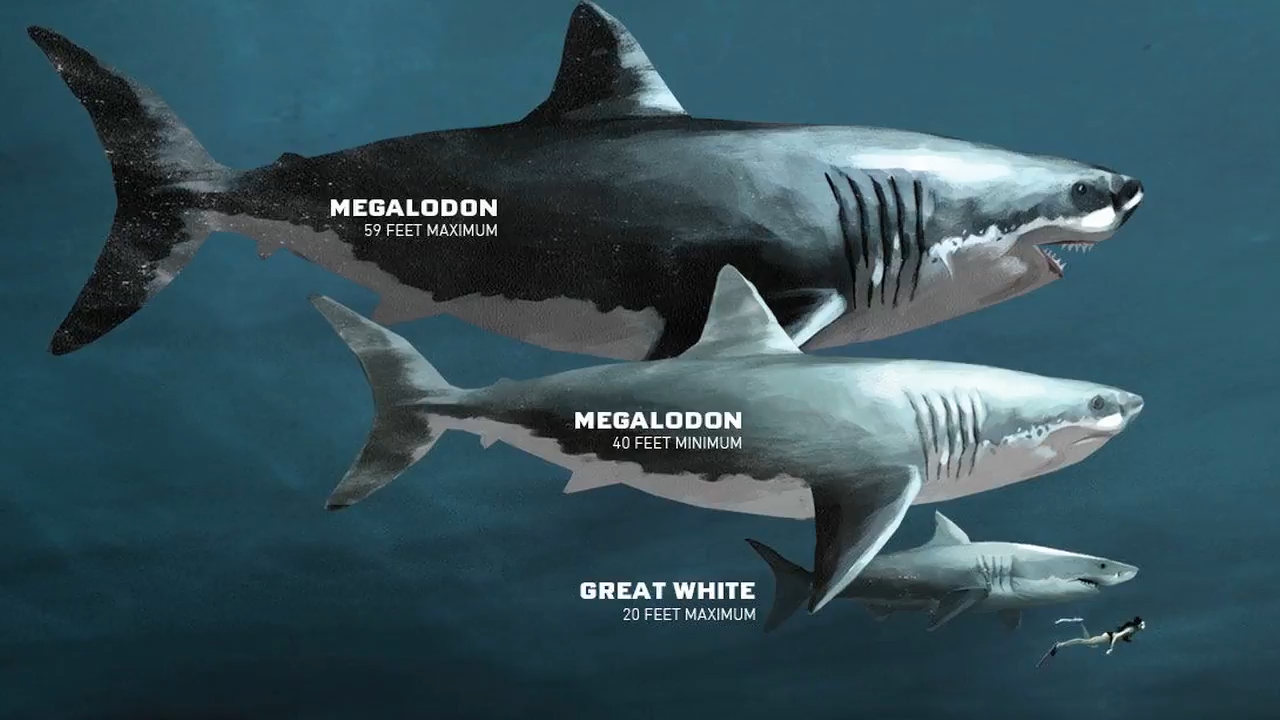 MEGALODON
59 FEET MAXIMUM
MEGALODON
40 FEET MINIMUM
GREAT WHITE
20 FEET MAXIMUM